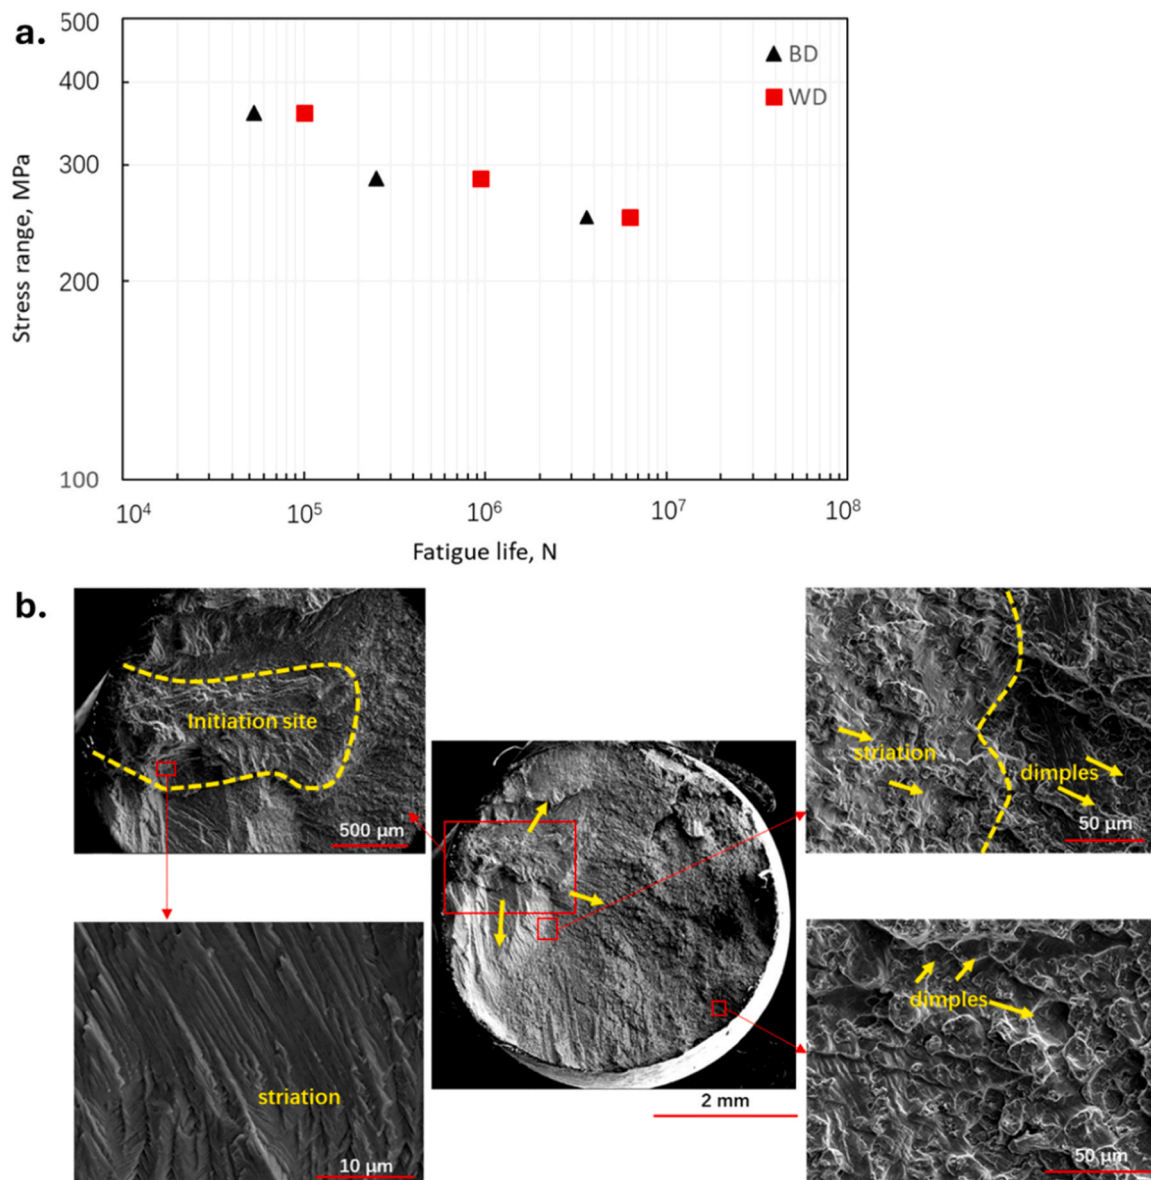 a.
500
400
300
200
100
Stress range, MPa
BD
WD
10⁴
10⁵
10⁶
10⁷
10⁸
Fatigue life, N
b.
Initiation site
500 μm
striation
dimples
50 μm
2 mm
striation
10 μm
dimples
50 μm